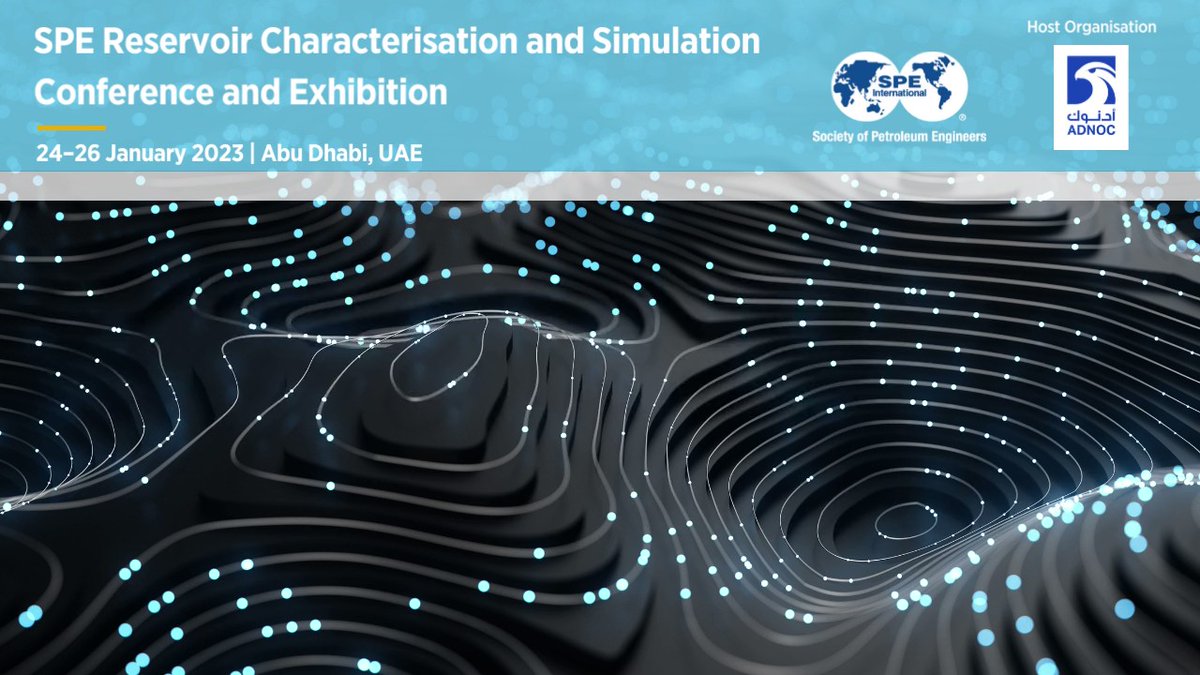 SPE Reservoir Characterisation and Simulation
Conference and Exhibition
24–26 January 2023 | Abu Dhabi, UAE
SPE
International
®
Society of Petroleum Engineers
Host Organisation
أدنوك
ADNOC